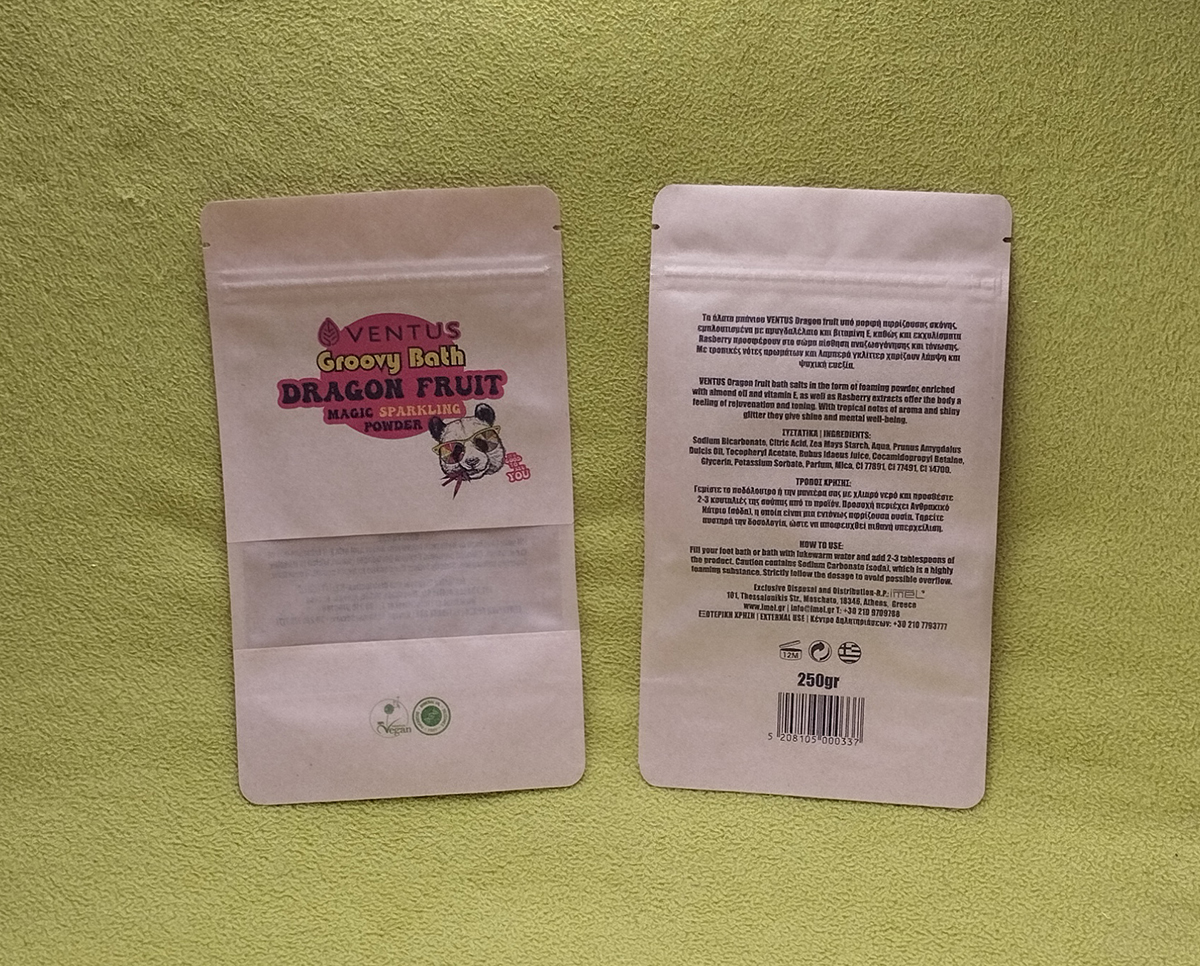 VENTUS
Groovy Bath
DRAGON FRUIT
MAGIC SPARKLING
POWDER
YOU
Vegan
Τα άλατα μπάνιου VENTUS Dragon fruit υπό μορφή αφρίζουσας σκόνης,
εμπλουτισμένα με αμυγδαλέλαιο και βιταμίνη Ε, καθώς και εκχυλίσματα
Rasberry προσφέρουν στο σώμα αίσθηση αναζωογόνησης και τόνωσης.
Με τροπικές νότες αρωμάτων και λαμπερά γκλίττερ χαρίζουν λάμψη και
ψυχική ευεξία.
VENTUS Dragon fruit bath salts in the form of foaming powder, enriched
with almond oil and vitamin E, as well as Rasberry extracts offer the body a
feeling of rejuvenation and toning. With tropical notes of aroma and shiny
glitter they give shine and mental well-being.
ΣΥΣΤΑΤΙΚΑ | INGREDIENTS:
Sodium Bicarbonate, Citric Acid, Zea Mays Starch, Aqua, Prunus Amygdalus
Dulcis Oil, Tocopheryl Acetate, Rubus Idaeus Juice, Cocamidopropyl Betaine,
Glycerin, Potassium Sorbate, Parfum, Mica, CI 77891, CI 77491, CI 14700.
ΤΡΟΠΟΣ ΧΡΗΣΗΣ:
Γεμίστε το ποδόλουτρο ή την μπανιέρα σας με χλιαρό νερό και προσθέστε
2-3 κουταλιές της σούπας από το προϊόν. Προσοχή περιέχει Ανθρακικό
Νάτριο (σόδα), η οποία είναι μια εντόνως αφρίζουσα ουσία. Τηρείτε
αυστηρά την δοσολογία, ώστε να αποφευχθεί πιθανή υπερχείλιση.
HOW TO USE:
Fill your foot bath or bath with lukewarm water and add 2-3 tablespoons of
the product. Caution contains Sodium Carbonate (soda), which is a highly
foaming substance. Strictly follow the dosage to avoid possible overflow.
Exclusive Disposal and Distribution-R.P.: imel
101, Thessalonikis Str., Moschato, 18346, Athens, Greece
www.imel.gr | info@imel.gr T: +30 210 9709768
ΕΞΩΤΕΡΙΚΗ ΧΡΗΣΗ | EXTERNAL USE | Κέντρο δηλητηριάσεων: +30 210 7793777
12M
250gr
5 208105 000337